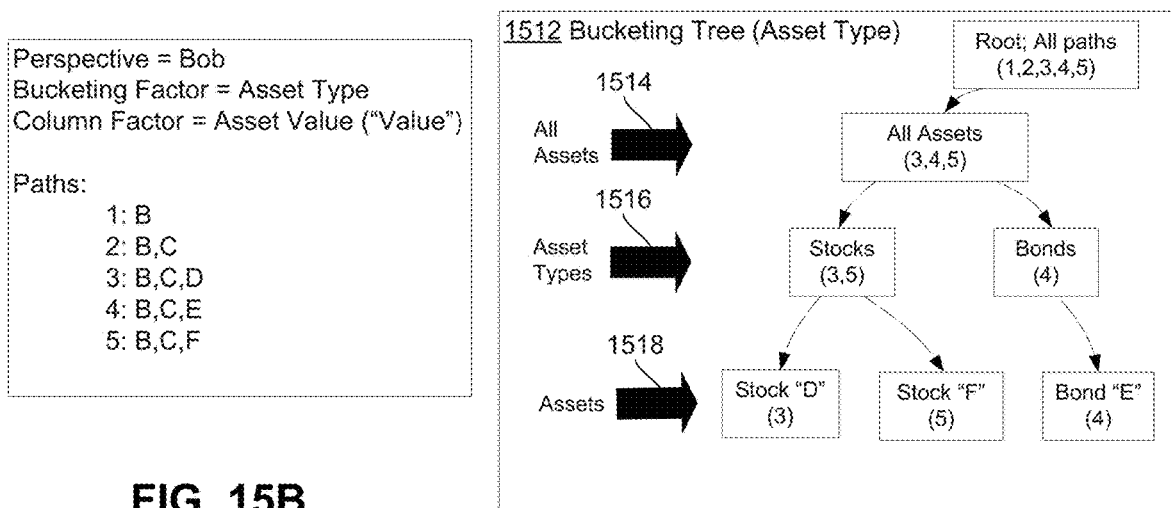 Perspective = Bob
Bucketing Factor = Asset Type
Column Factor = Asset Value ("Value")
Paths:
1: B
2: B,C
3: B,C,D
4: B,C,E
5: B,C,F
FIG. 15B
1512 Bucketing Tree (Asset Type)
Root; All paths
(1,2,3,4,5)
1514
All
Assets
All Assets
(3,4,5)
1516
Asset
Types
Stocks
(3,5)
Bonds
(4)
1518
Assets
Stock "D"
(3)
Stock "F"
(5)
Bond "E"
(4)